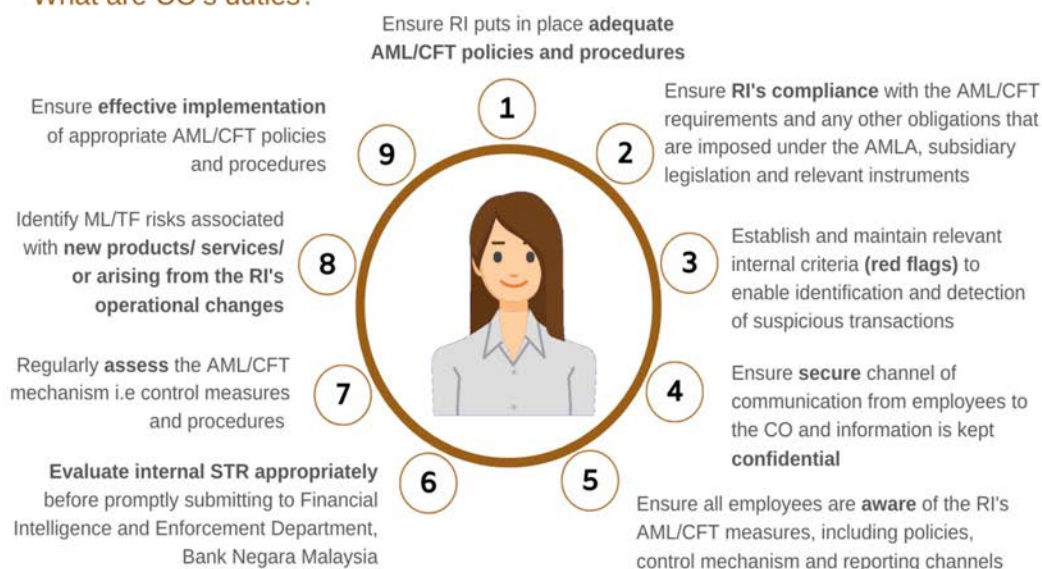 What are CO's duties?
1
Ensure RI puts in place adequate
AML/CFT policies and procedures
2
Ensure RI's compliance with the AML/CFT
requirements and any other obligations that
are imposed under the AMLA, subsidiary
legislation and relevant instruments
3
Establish and maintain relevant
internal criteria (red flags) to
enable identification and detection
of suspicious transactions
4
Ensure secure channel of
communication from employees to
the CO and information is kept
confidential
5
Ensure all employees are aware of the RI's
AML/CFT measures, including policies,
control mechanism and reporting channels
6
Evaluate internal STR appropriately
before promptly submitting to Financial
Intelligence and Enforcement Department,
Bank Negara Malaysia
7
Regularly assess the AML/CFT
mechanism i.e control measures
and procedures
8
Identify ML/TF risks associated
with new products/ services/
or arising from the RI's
operational changes
9
Ensure effective implementation
of appropriate AML/CFT policies
and procedures